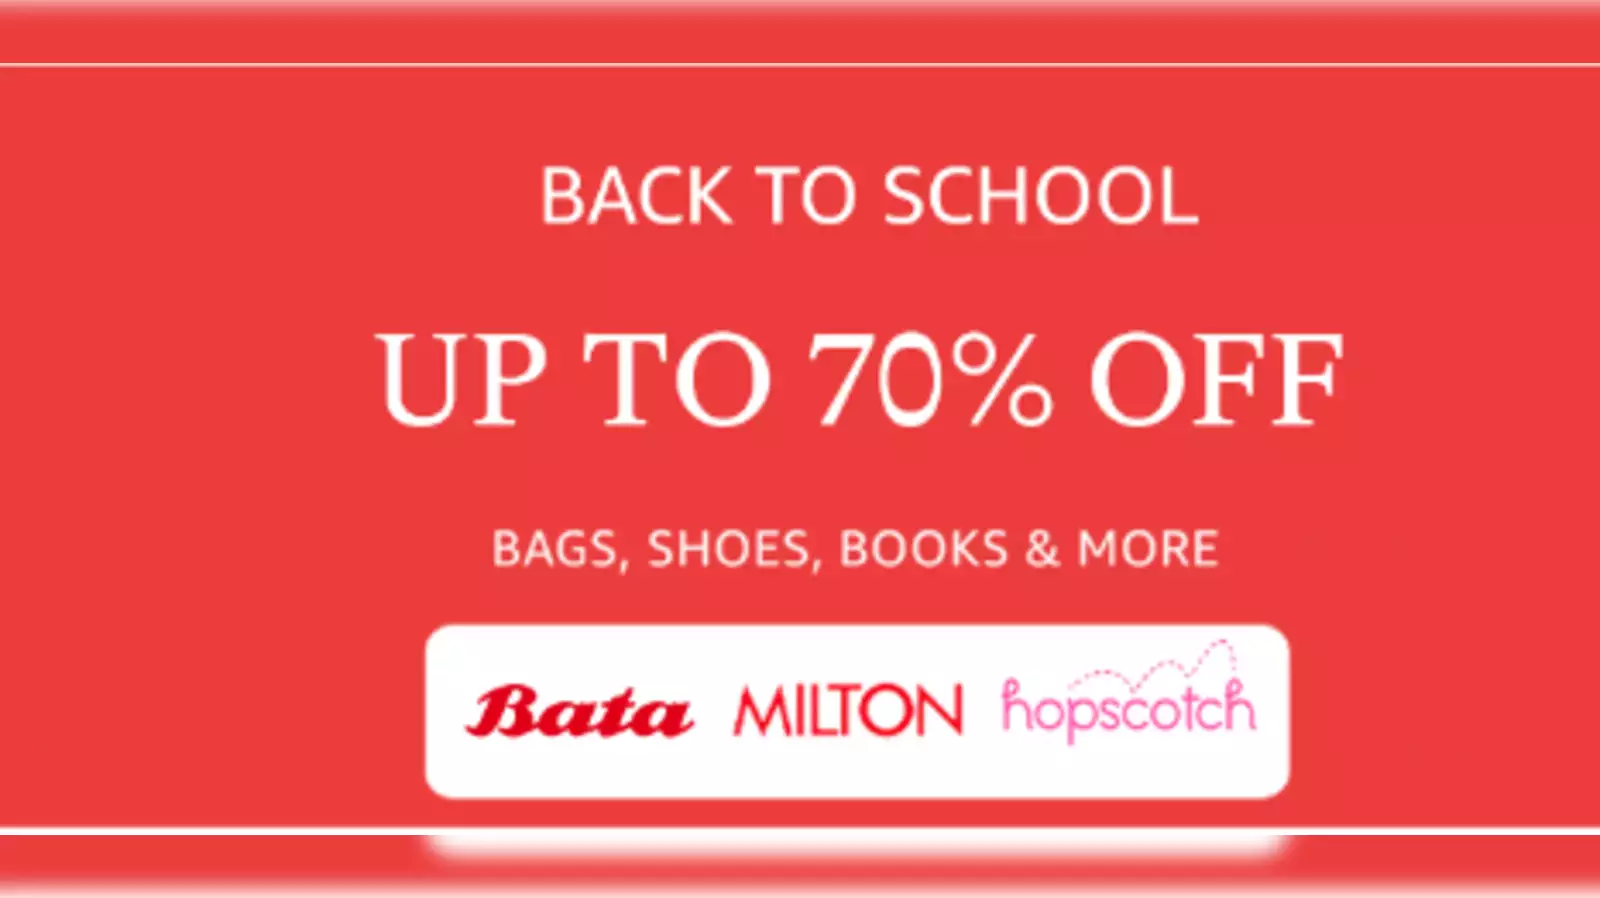 BACK TO SCHOOL
UP TO 70% OFF
BAGS, SHOES, BOOKS & MORE
Bata MILTON hopscotch